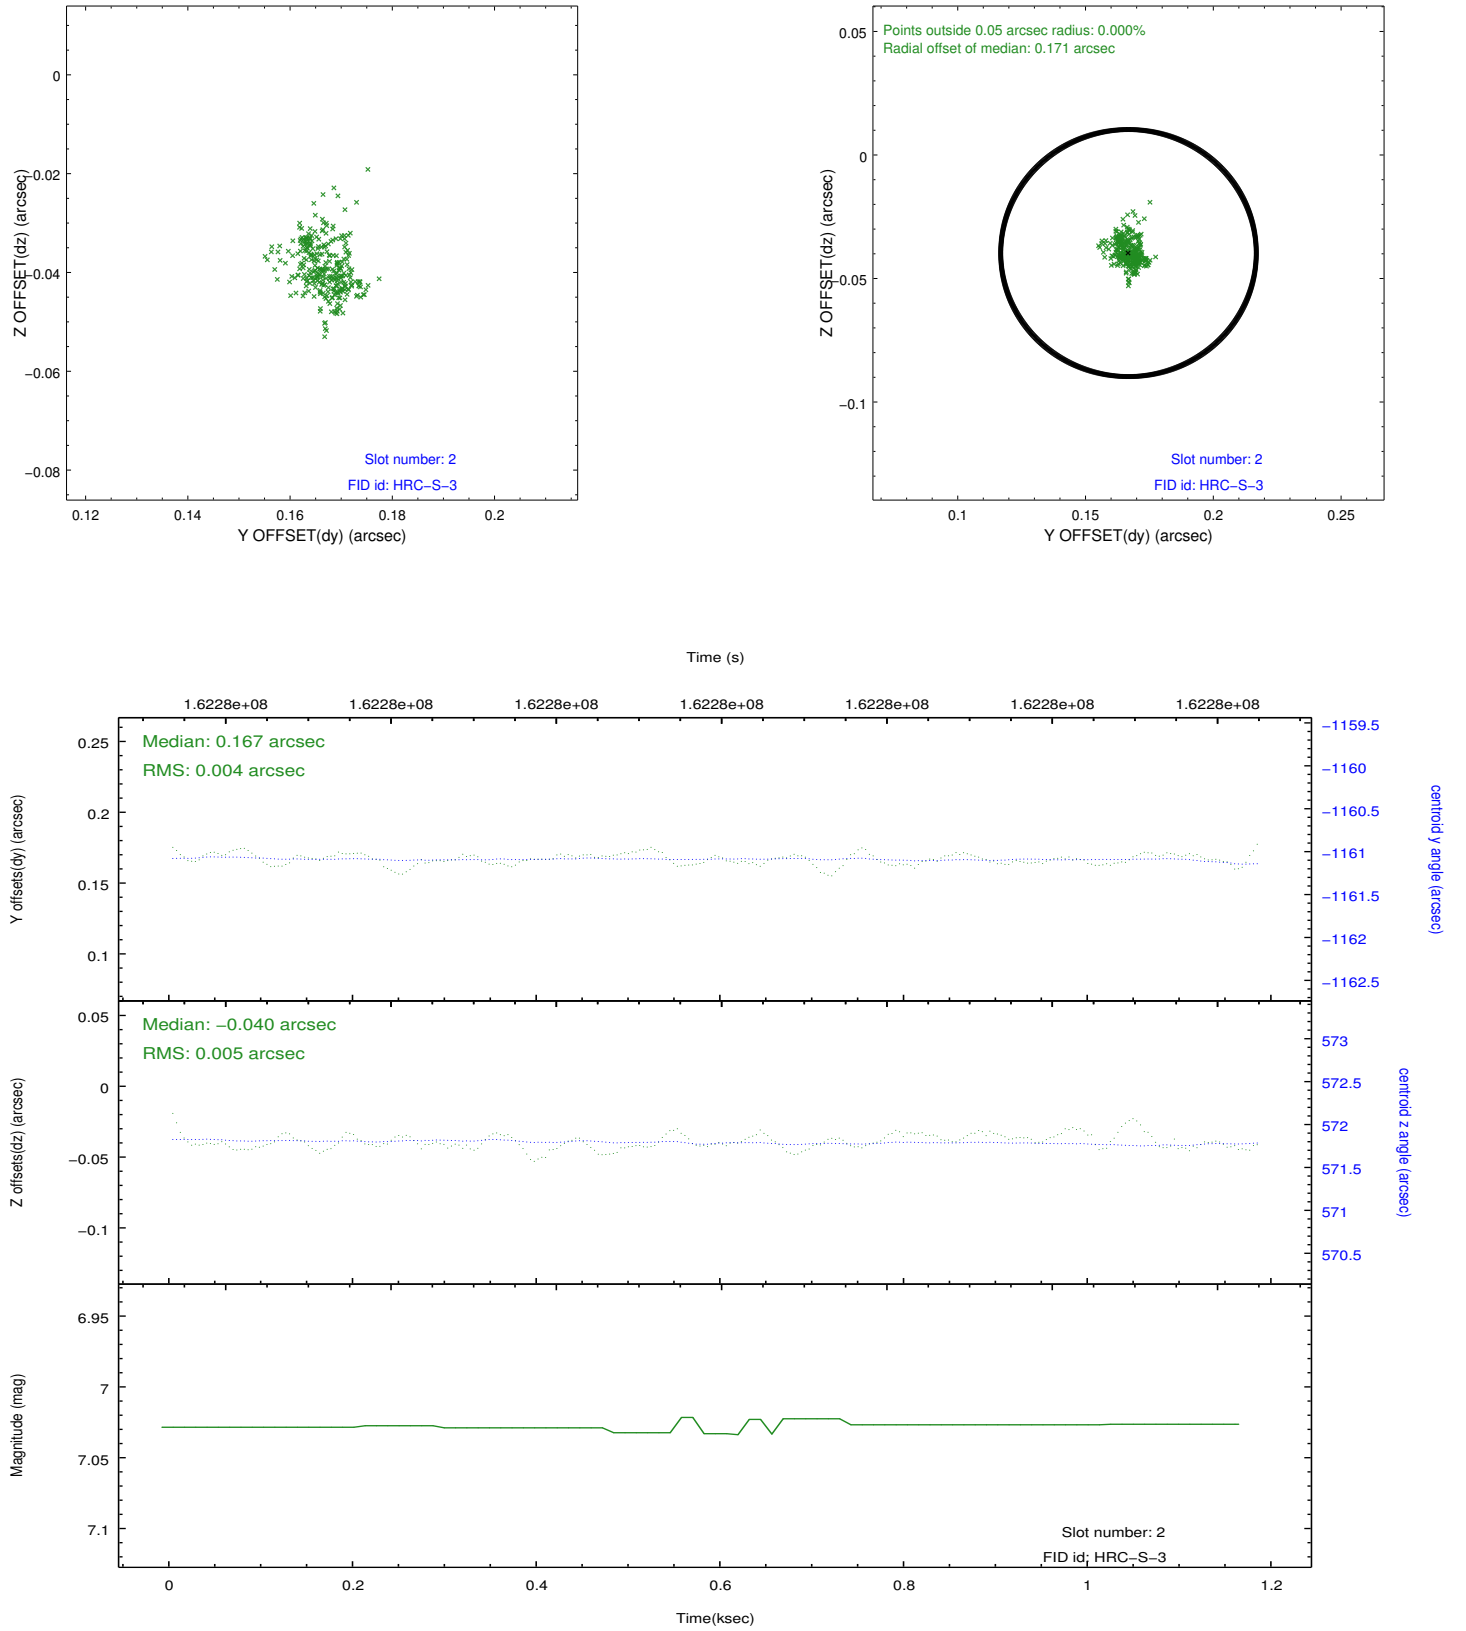 0
−0.02
−0.04
−0.06
−0.08
Z OFFSET(dz) (arcsec)
Slot number: 2
FID id: HRC−S−3
0.12 0.14 0.16 0.18 0.2
Y OFFSET(dy) (arcsec)
Points outside 0.05 arcsec radius: 0.000%
Radial offset of median: 0.171 arcsec
0.05
0
−0.05
−0.1
Z OFFSET(dz) (arcsec)
Slot number: 2
FID id: HRC−S−3
0.1 0.15 0.2 0.25
Y OFFSET(dy) (arcsec)
Time (s)
1.6228e+08 1.6228e+08 1.6228e+08 1.6228e+08 1.6228e+08 1.6228e+08 1.6228e+08
Median: 0.167 arcsec
RMS: 0.004 arcsec
0.25
0.2
0.15
0.1
Y offsets(dy) (arcsec)
−1159.5
−1160
−1160.5
−1161
−1161.5
−1162
−1162.5
centroid y angle (arcsec)
Median: −0.040 arcsec
RMS: 0.005 arcsec
0.05
0
−0.05
−0.1
Z offsets(dz) (arcsec)
573
572.5
572
571.5
571
570.5
centroid z angle (arcsec)
6.95
7
7.05
7.1
Magnitude (mag)
Slot number: 2
FID id: HRC−S−3
0 0.2 0.4 0.6 0.8 1 1.2
Time(ksec)